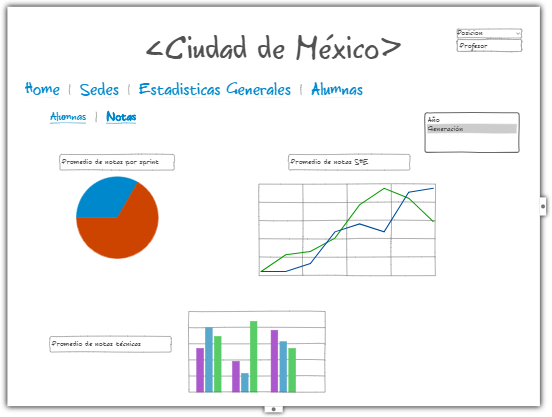 <Ciudad de México>
Posicion
Profesor
Home | Sedes | Estadisticas Generales | Alumnas
Alumnas | Notas
Año
Generación
Promedio de notas por sprint
Promedio de notas
Promedio de notas técnicas